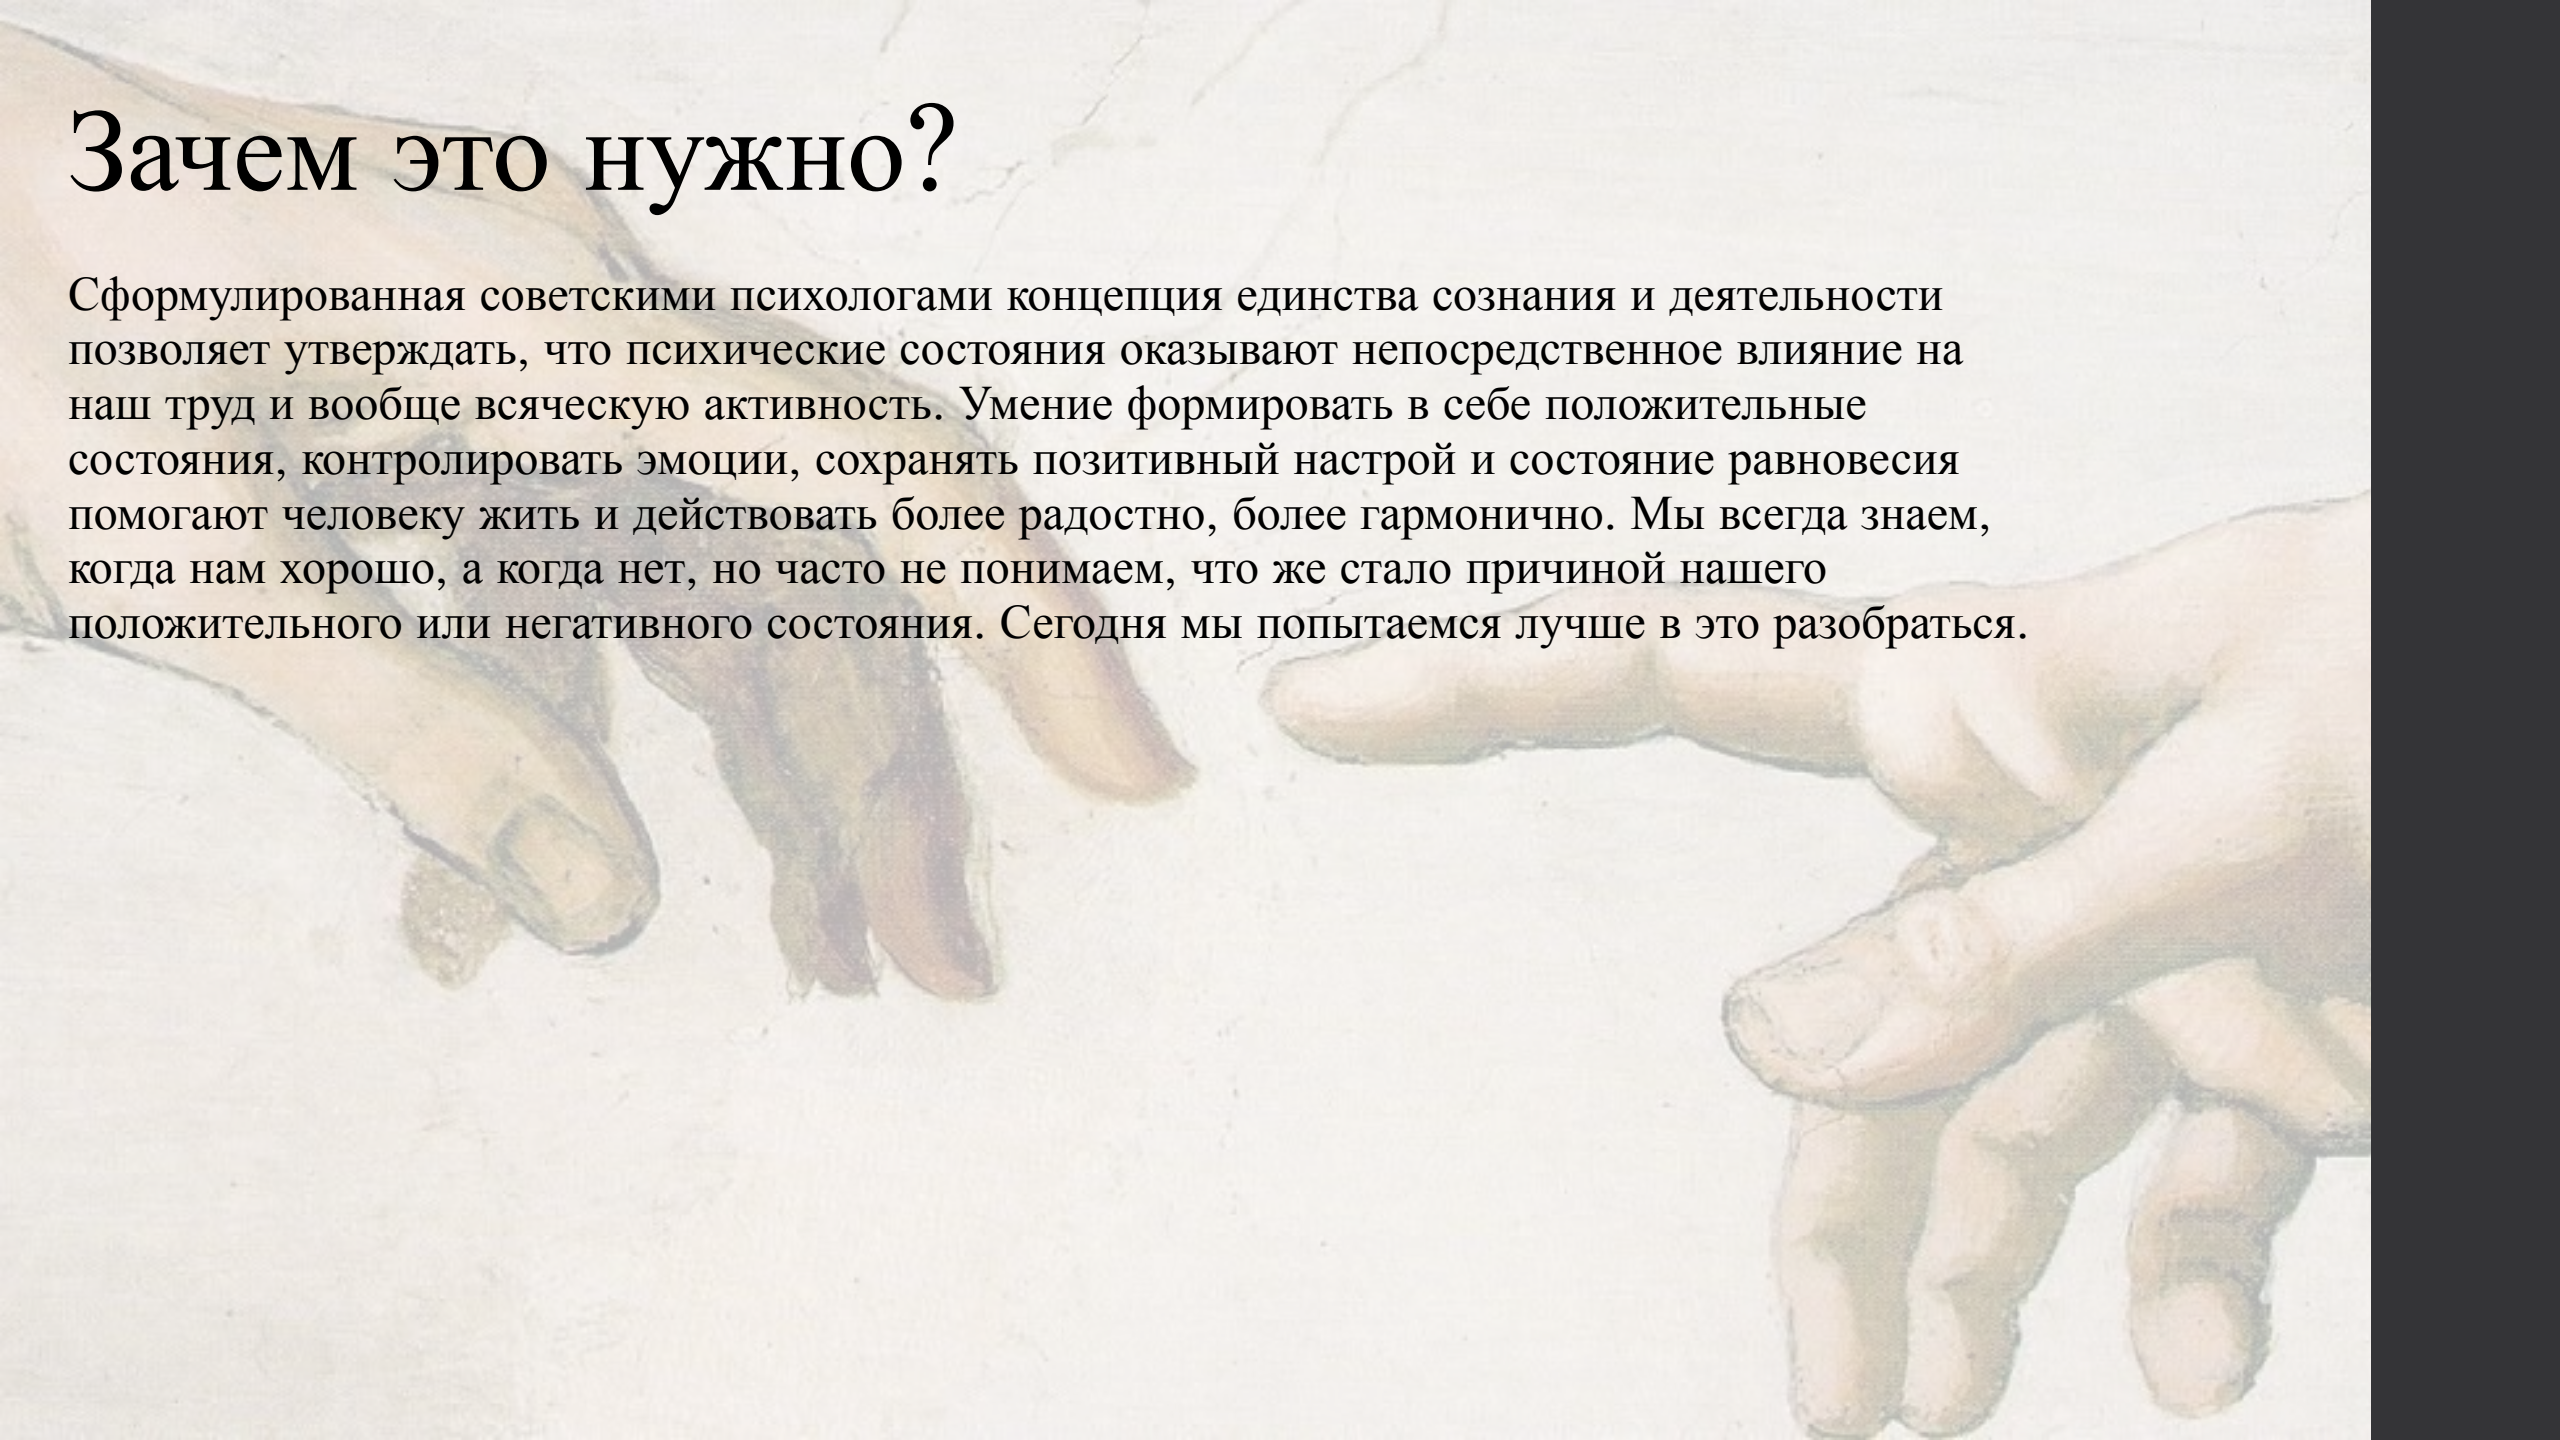 Зачем это нужно?
Сформулированная советскими психологами концепция единства сознания и деятельности
позволяет утверждать, что психические состояния оказывают непосредственное влияние на
наш труд и вообще всяческую активность. Умение формировать в себе положительные
состояния, контролировать эмоции, сохранять позитивный настрой и состояние равновесия
помогают человеку жить и действовать более радостно, более гармонично. Мы всегда знаем,
когда нам хорошо, а когда нет, но часто не понимаем, что же стало причиной нашего
положительного или негативного состояния. Сегодня мы попытаемся лучше в это разобраться.